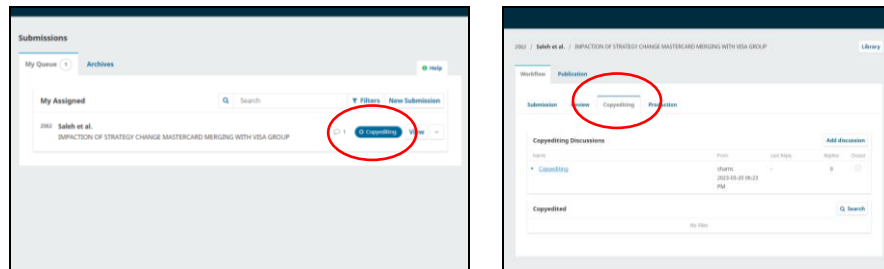 Submissions
My Queue 1 Archives
Help
My Assigned Search Filters New Submission
2062 Saleh et al. 1 Copyediting View
IMPACTION OF STRATEGY CHANGE MASTERCARD MERGING WITH VISA GROUP
2062 / Saleh et al. / IMPACTION OF STRATEGY CHANGE MASTERCARD MERGING WITH VISA GROUP Library
Workflow Publication
Submission Review Copyediting Production
Copyediting Discussions Add discussion
Name From Last Reply Replies Closed
Copyediting - 0
PM
Copyedited Search
No Files